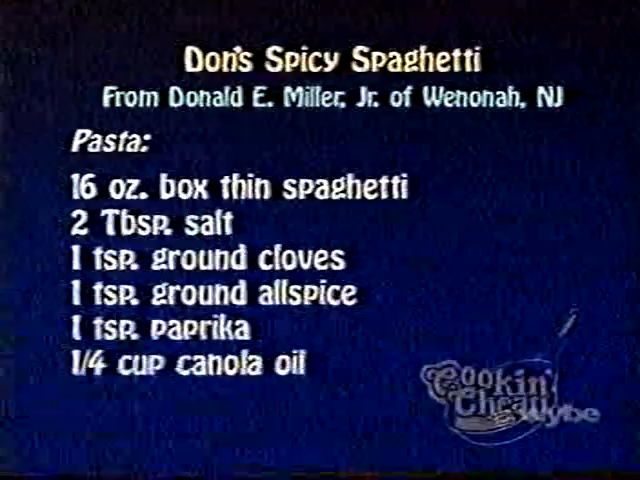 Don's Spicy Spaghetti
From Donald E. Miller, Jr. of Wenonah, NJ
Pasta:
16 oz. box thin spaghetti
2 Tbsp. salt
1 tsp. ground cloves
1 tsp. ground allspice
1 tsp. paprika
1/4 cup canola oil
Cookin'
Cheap
wybe